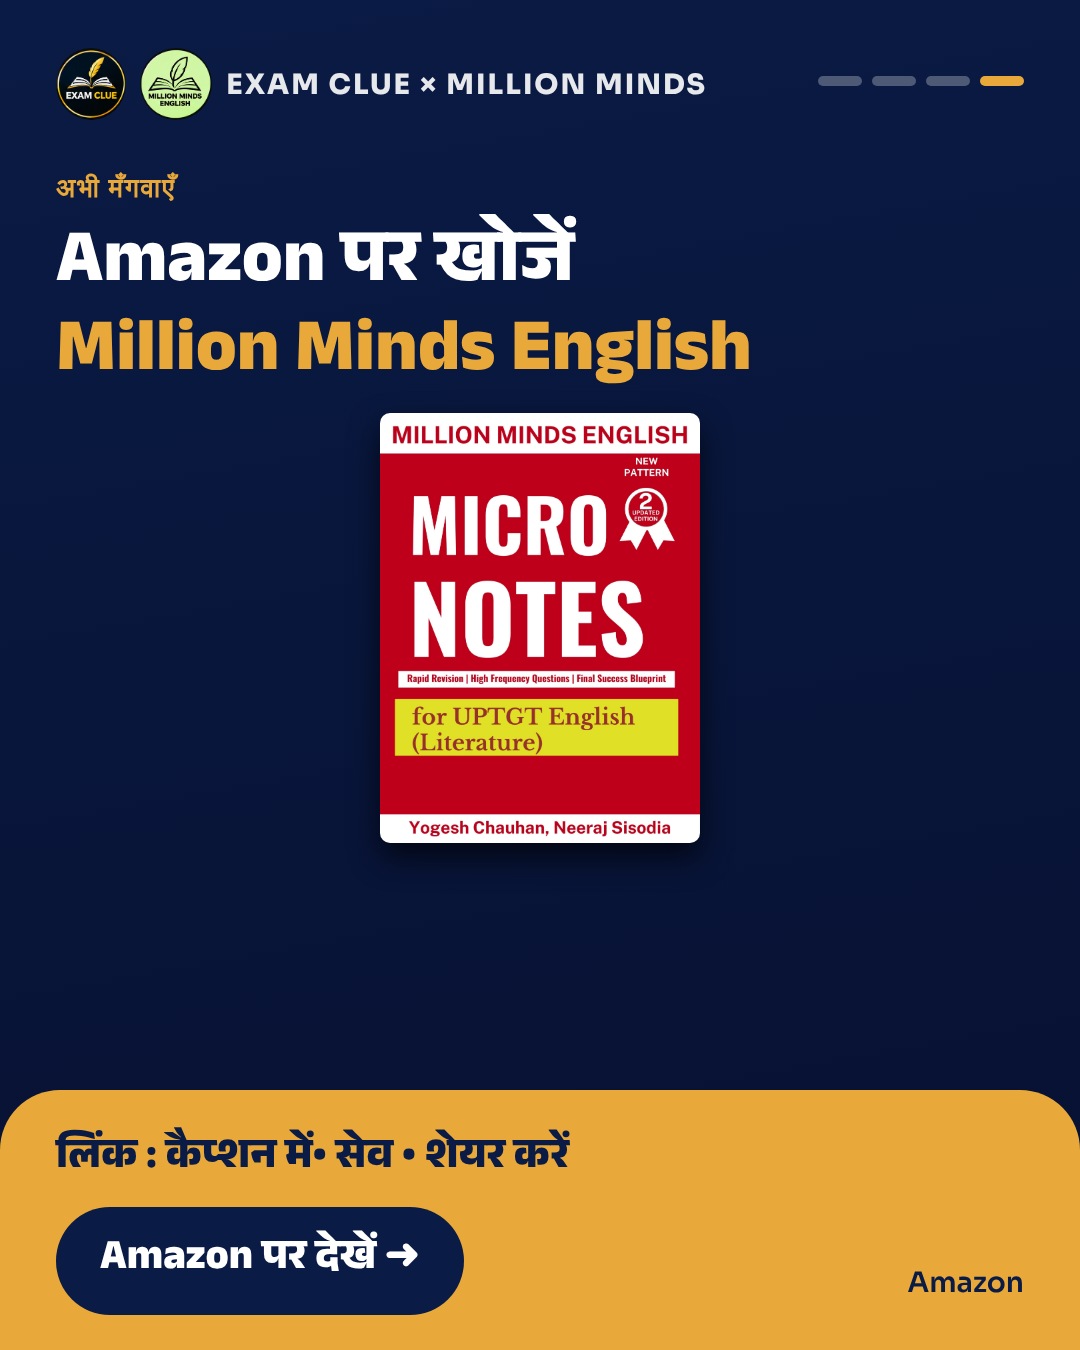 EXAM CLUE
MILLION MINDS
ENGLISH
EXAM CLUE × MILLION MINDS
अभी मँगवाएँ
Amazon पर खोजें
Million Minds English
MILLION MINDS ENGLISH
NEW
PATTERN
MICRO
2
UPDATED
EDITION
NOTES
Rapid Revision | High Frequency Questions | Final Success Blueprint
for UPTGT English
(Literature)
Yogesh Chauhan, Neeraj Sisodia
लिंक : कैप्शन में• सेव • शेयर करें
Amazon पर देखें ➜
Amazon